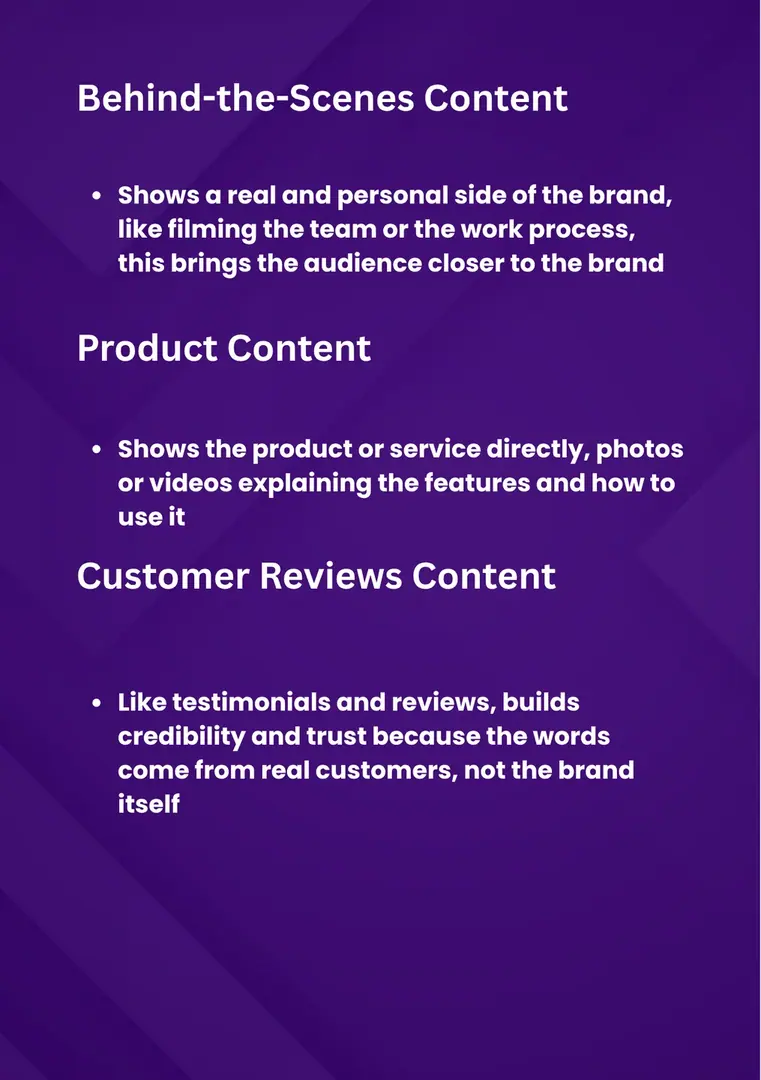 Behind-the-Scenes Content
• Shows a real and personal side of the brand,
like filming the team or the work process,
this brings the audience closer to the brand
Product Content
• Shows the product or service directly, photos
or videos explaining the features and how to
use it
Customer Reviews Content
• Like testimonials and reviews, builds
credibility and trust because the words
come from real customers, not the brand
itself